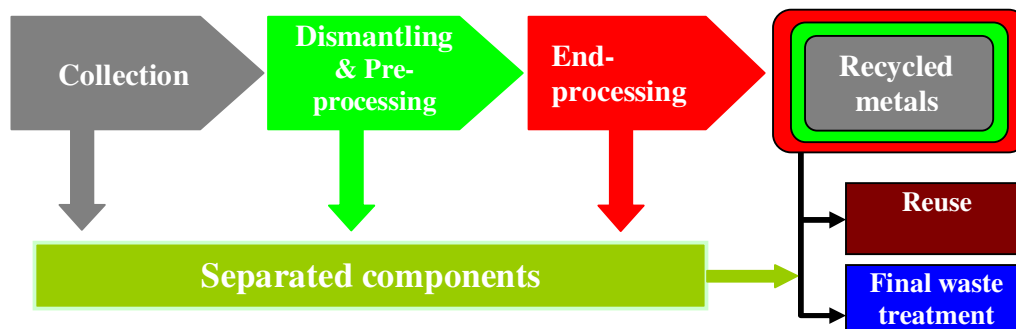 Collection
Dismantling
& Pre-
processing
End-
processing
Recycled
metals
Reuse
Separated components
Final waste
treatment